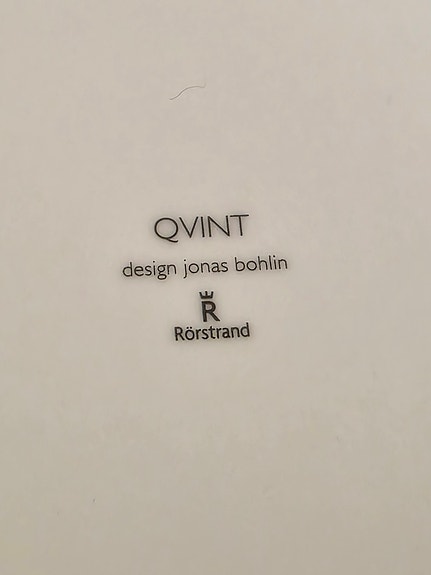 QVINT
design jonas bohlin
R
Rörstrand